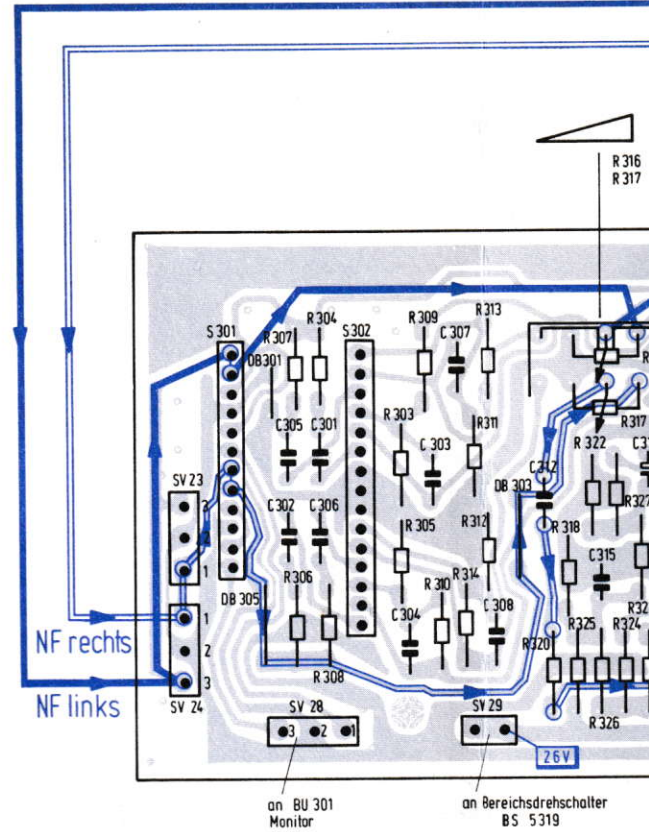 R 316
R 317
S 301
R 307
R 304
S 302
R 309
C 307
R 313
DB 301
C 305
C 301
R 303
C 303
R 311
R 322
R 317
C 312
DB 303
SV 23
3
2
1
C 302
C 306
R 305
R 312
R 318
R 327
C 315
DB 305
R 306
R 310
R 314
C 308
C 304
R 308
R 320
R 325
R 324
R 326
1
2
3
SV 24
NF rechts
NF links
SV 28
3
2
1
SV 29
26V
an BU 301
Monitor
an Bereichsdrehschalter
BS 5319